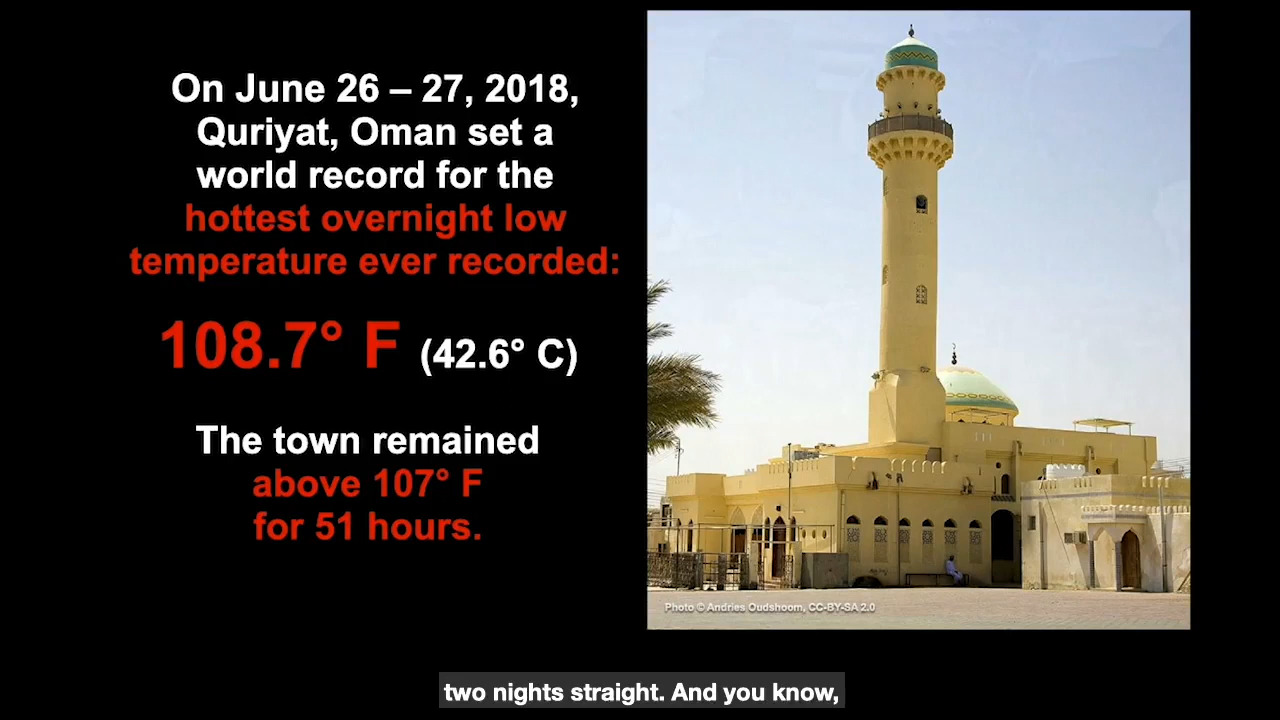 On June 26 – 27, 2018,
Quriyat, Oman set a
world record for the
hottest overnight low
temperature ever recorded:
108.7° F (42.6° C)
The town remained
above 107° F
for 51 hours.
Photo © Andries Oudshoorn, CC-BY-SA 2.0
two nights straight. And you know,